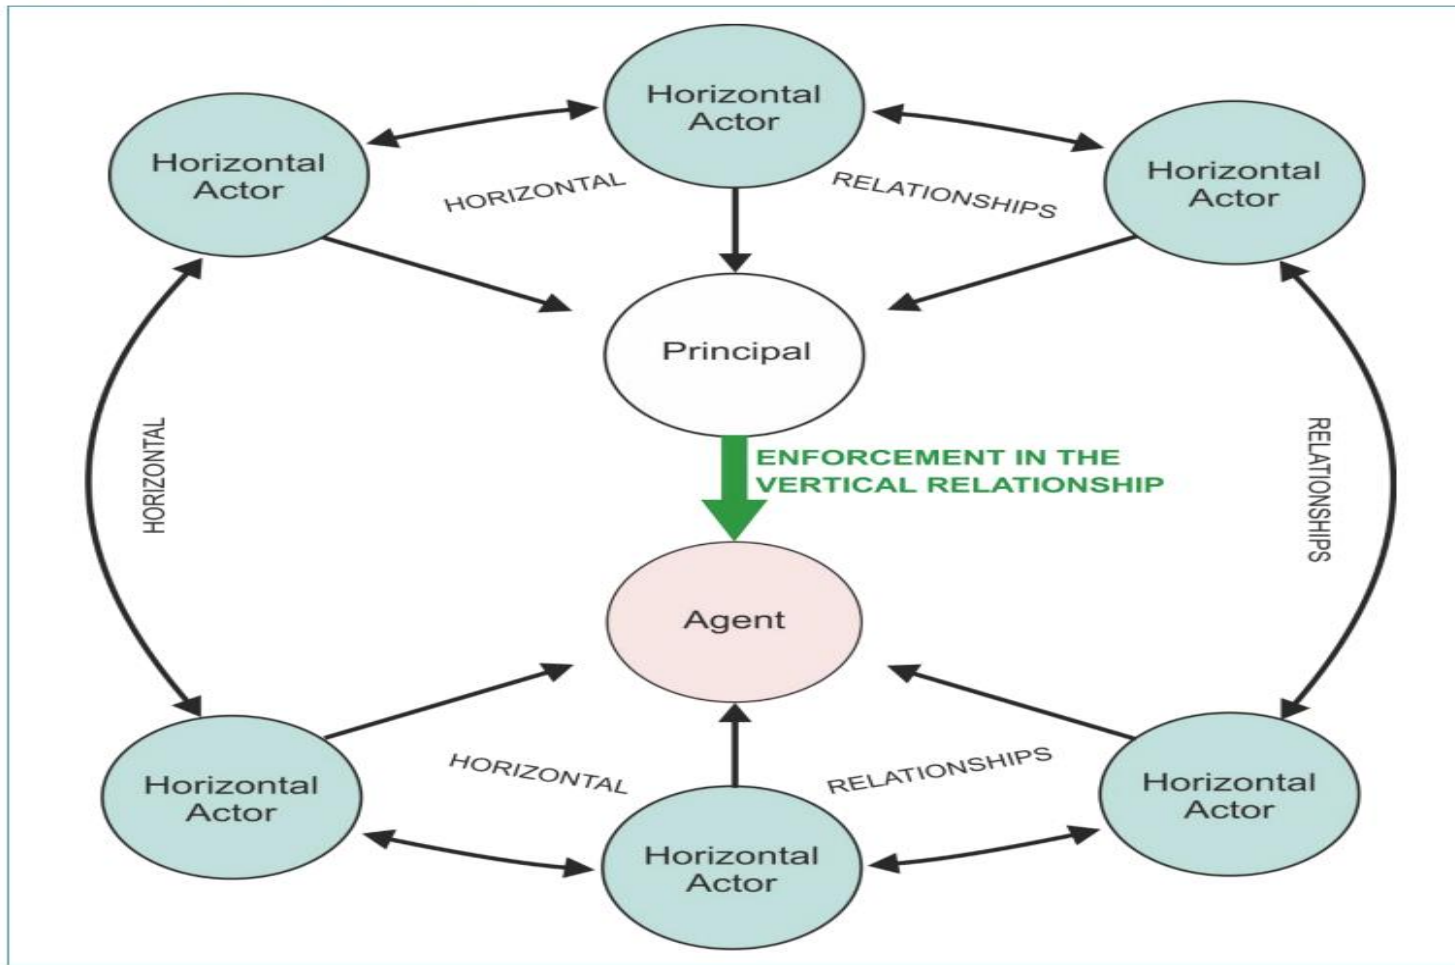 Horizontal
Actor
Horizontal
Actor
Horizontal
Actor
HORIZONTAL
RELATIONSHIPS
Principal
ENFORCEMENT IN THE
VERTICAL RELATIONSHIP
HORIZONTAL
RELATIONSHIPS
Agent
HORIZONTAL
RELATIONSHIPS
Horizontal
Actor
Horizontal
Actor
Horizontal
Actor